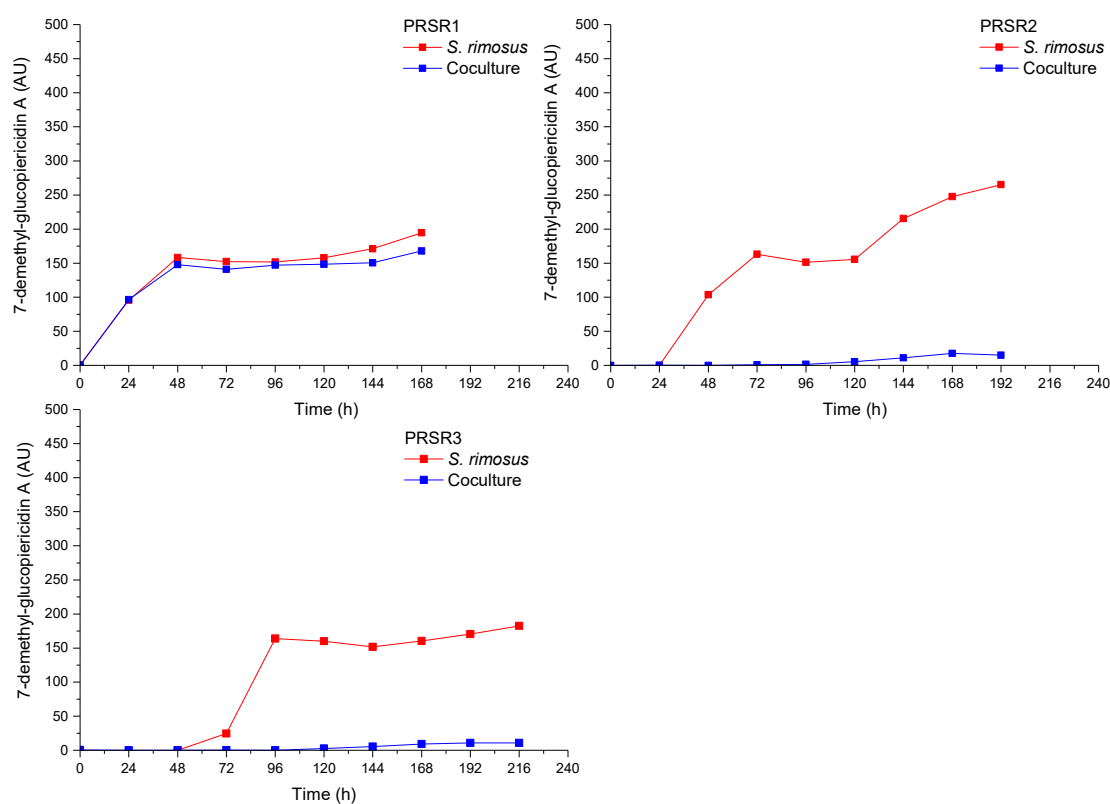 PRSR1
S. rimosus
Coculture
7-demethyl-glucopiericidin A (AU)
500
450
400
350
300
250
200
150
100
50
0
0 24 48 72 96 120 144 168 192 216 240
Time (h)
PRSR2
S. rimosus
Coculture
7-demethyl-glucopiericidin A (AU)
500
450
400
350
300
250
200
150
100
50
0
0 24 48 72 96 120 144 168 192 216 240
Time (h)
PRSR3
S. rimosus
Coculture
7-demethyl-glucopiericidin A (AU)
500
450
400
350
300
250
200
150
100
50
0
0 24 48 72 96 120 144 168 192 216 240
Time (h)